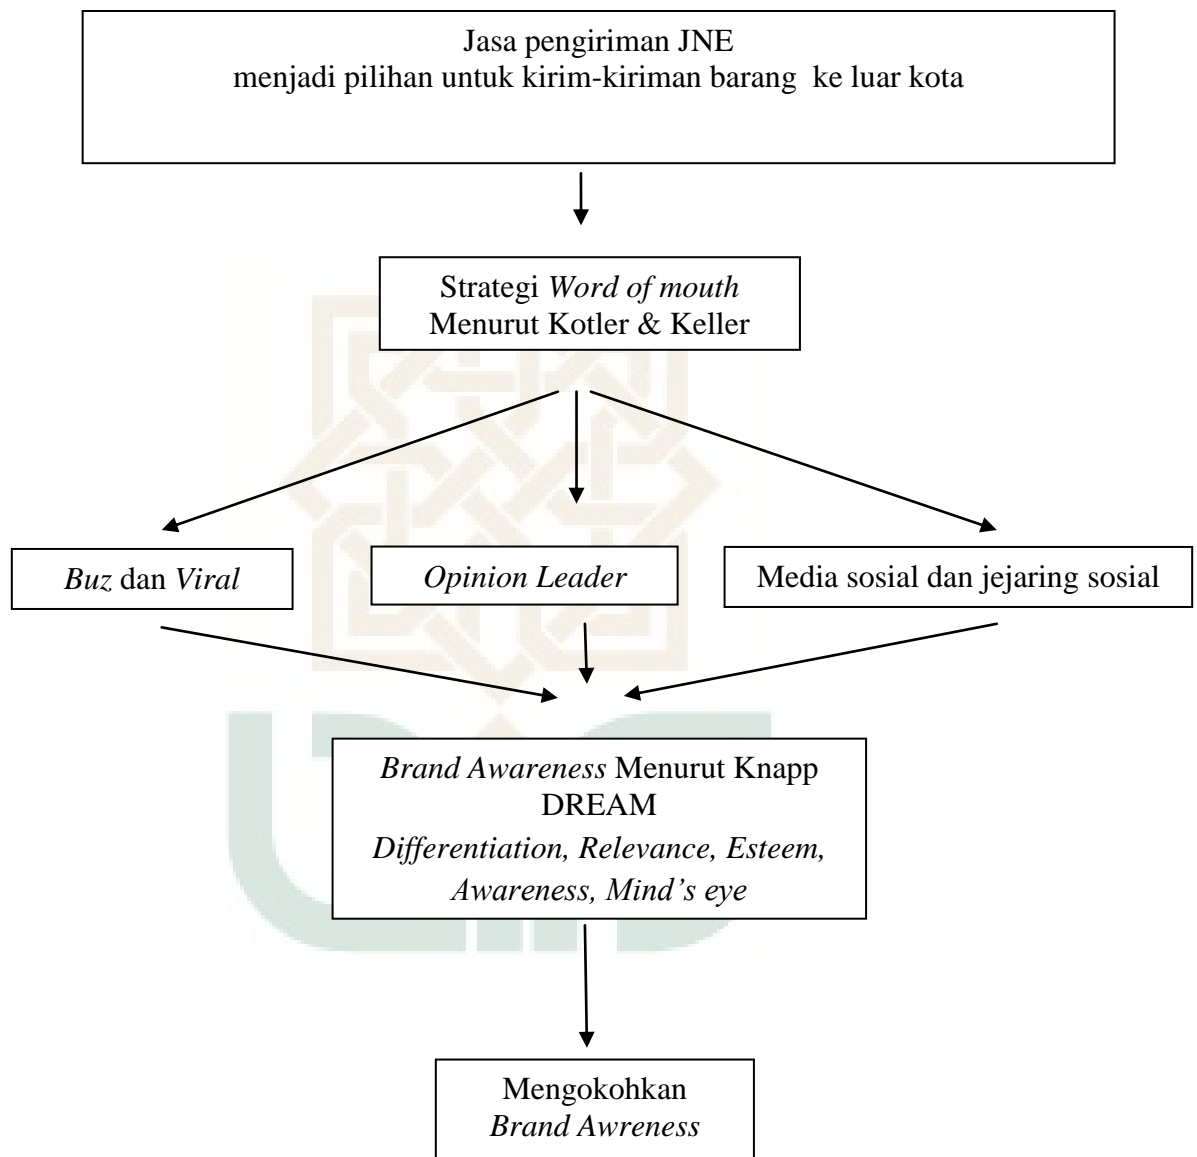 Jasa pengiriman JNE
menjadi pilihan untuk kirim-kiriman barang ke luar kota
Strategi Word of mouth
Menurut Kotler & Keller
Buz dan Viral
Opinion Leader
Media sosial dan jejaring sosial
Brand Awareness Menurut Knapp
DREAM
Differentiation, Relevance, Esteem,
Awareness, Mind’s eye
Mengokohkan
Brand Awreness